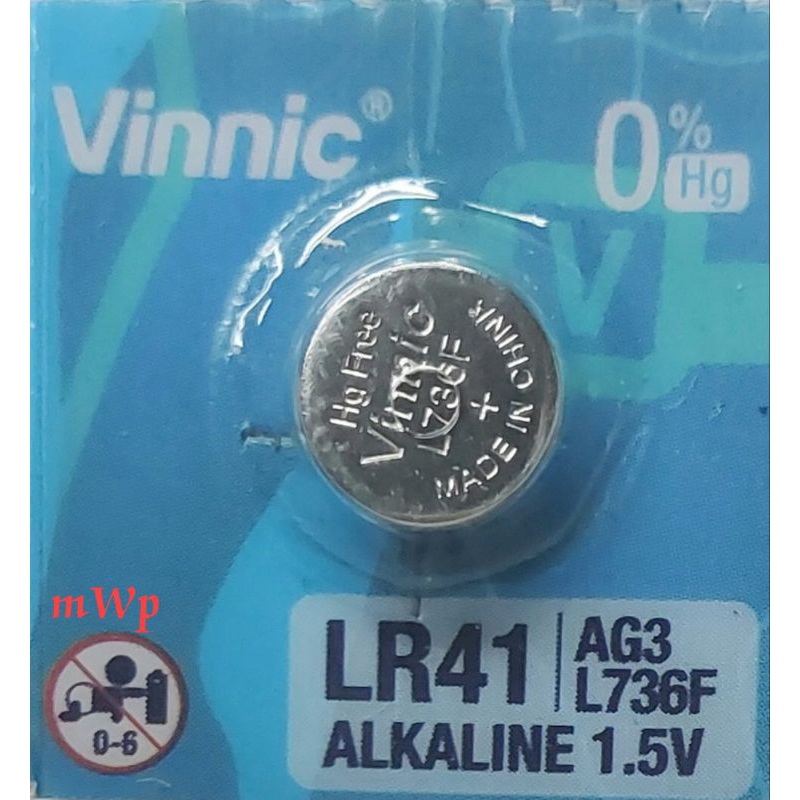 Vinnic®
0% Hg
Hg Free
Vinnic
L736F
+
MADE IN CHINA
mWp
0-6
LR41
AG3
L736F
ALKALINE 1.5V